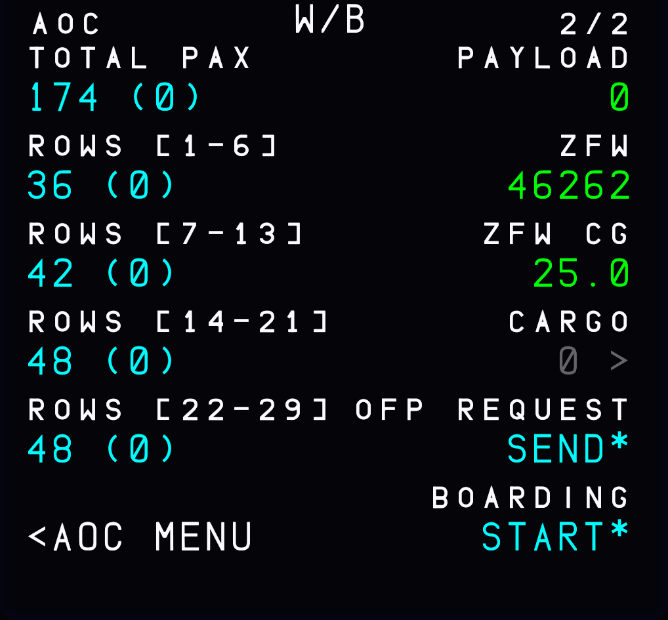 AOC W/B 2/2
TOTAL PAX PAYLOAD
174 (0) 0
ROWS [1-6] ZFW
36 (0) 46262
ROWS [7-13] ZFW CG
42 (0) 25.0
ROWS [14-21] CARGO
48 (0) 0 >
ROWS [22-29] OFP REQUEST
48 (0) SEND*
BOARDING
<AOC MENU START*